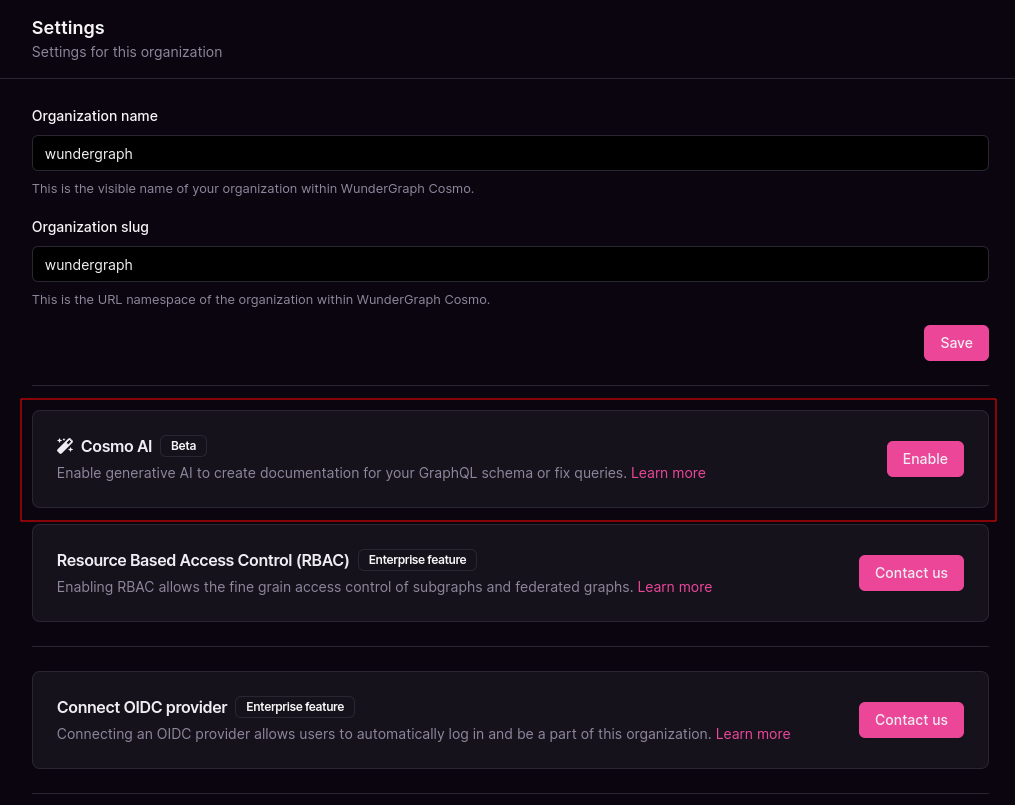 Settings
Settings for this organization
Organization name
wundergraph
This is the visible name of your organization within WunderGraph Cosmo.
Organization slug
wundergraph
This is the URL namespace of the organization within WunderGraph Cosmo.
Save
Cosmo AI Beta
Enable generative AI to create documentation for your GraphQL schema or fix queries. Learn more
Enable
Resource Based Access Control (RBAC) Enterprise feature
Enabling RBAC allows the fine grain access control of subgraphs and federated graphs. Learn more
Contact us
Connect OIDC provider Enterprise feature
Connecting an OIDC provider allows users to automatically log in and be a part of this organization. Learn more
Contact us